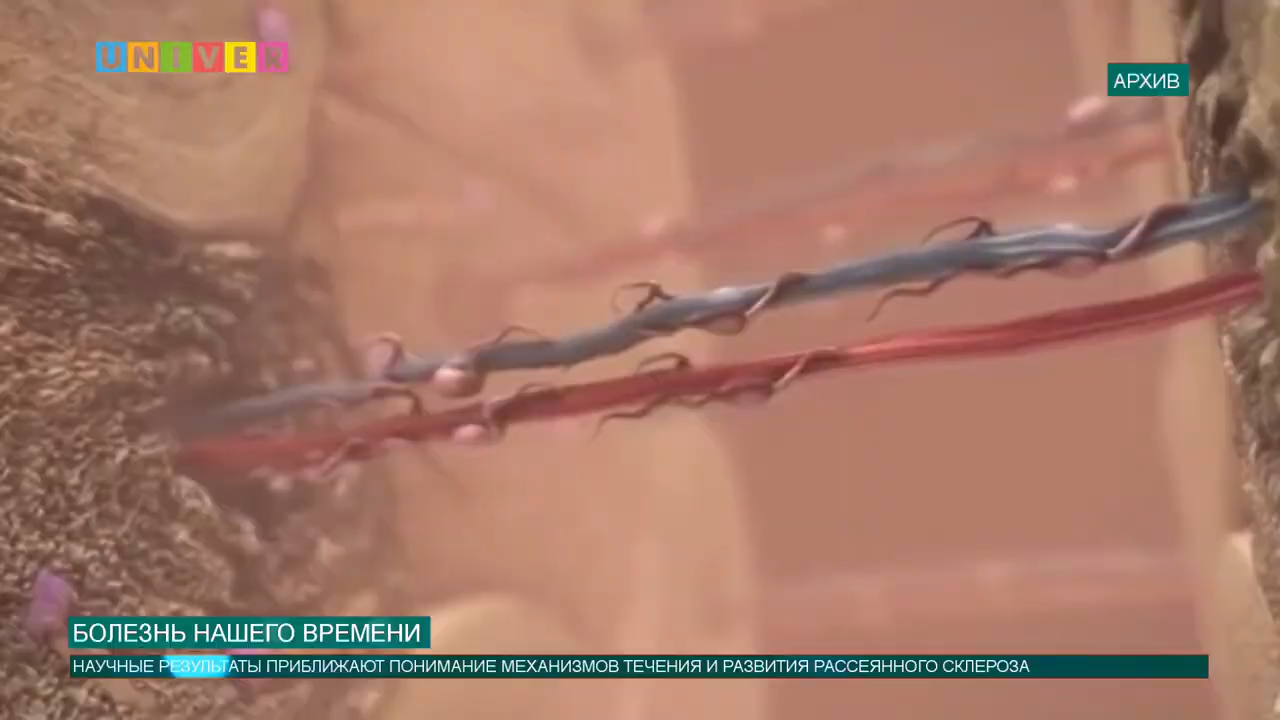 UNIVER
АРХИВ
БОЛЕЗНЬ НАШЕГО ВРЕМЕНИ
НАУЧНЫЕ РЕЗУЛЬТАТЫ ПРИБЛИЖАЮТ ПОНИМАНИЕ МЕХАНИЗМОВ ТЕЧЕНИЯ И РАЗВИТИЯ РАССЕЯННОГО СКЛЕРОЗА